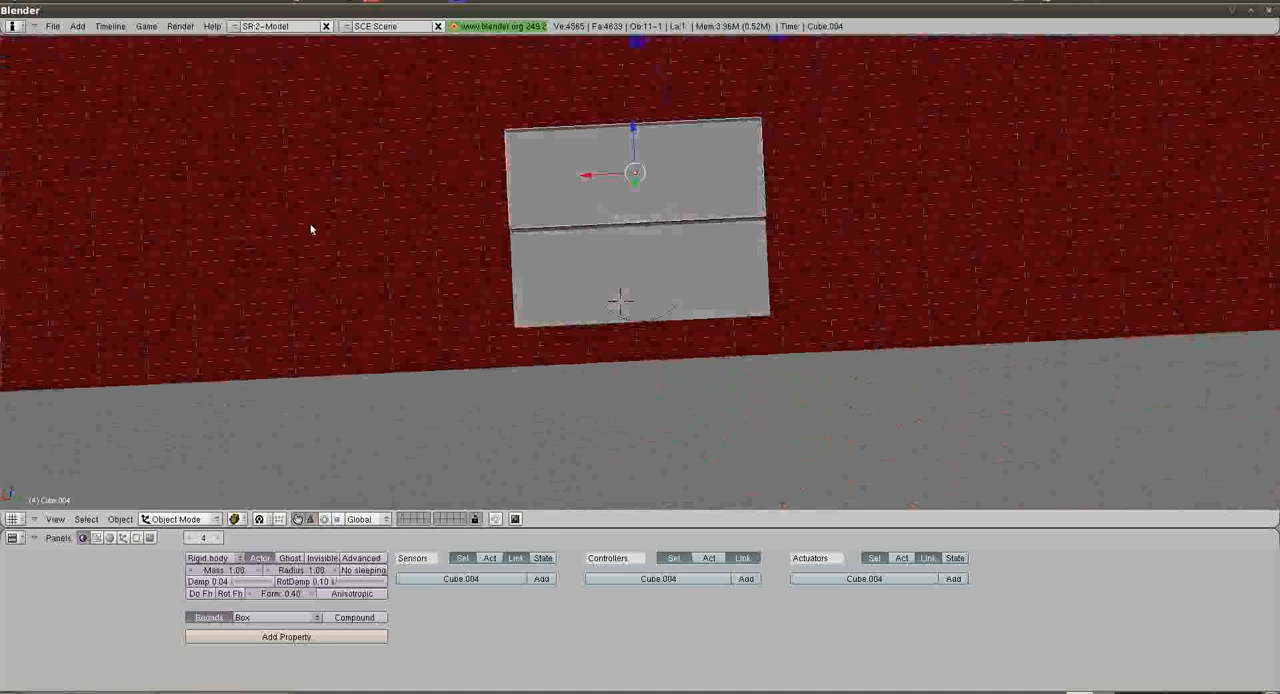 Blender
File Add Timeline Game Render Help SR:2-Model SCE:Scene www.blender.org 249.2 Ve:4565 | Fa:4639 | Ob:11-1 | La:1 | Mem:3.96M (0.52M) | Time: | Cube.004
(4) Cube.004
View Select Object Object Mode Global
Panels 4
Rigid body Actor Ghost Invisible Advanced Sensors Sel Act Link State Controllers Sel Act Link Actuators Sel Act Link State
Mass 1.00 Radius 1.00 No sleeping
Cube.004 Add Cube.004 Add Cube.004 Add
Damp 0.04 RotDamp 0.10
Do Fh Rot Fh Form: 0.40 Anisotropic
Bounds Box Compound
Add Property